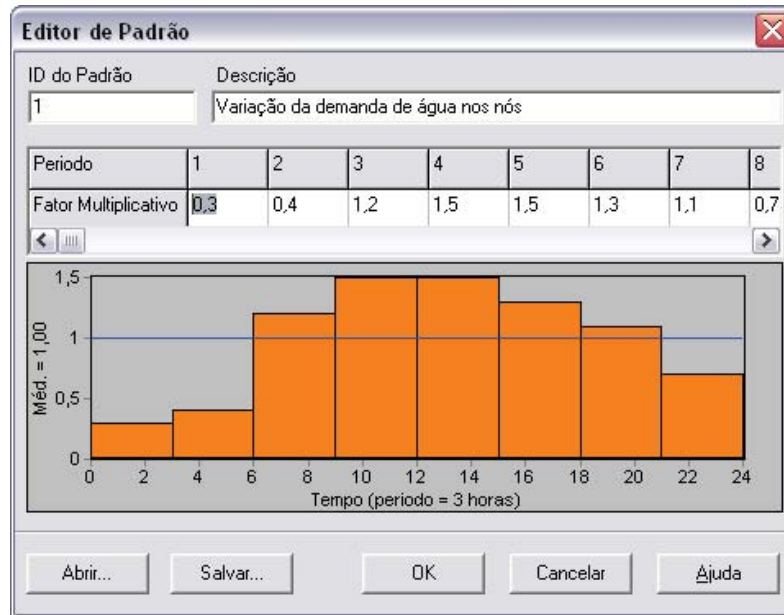 Editor de Padrão
ID do Padrão Descrição
1 Variação da demanda de água nos nós
Periodo 1 2 3 4 5 6 7 8
Fator Multiplicativo 0,3 0,4 1,2 1,5 1,5 1,3 1,1 0,7
1,5
1
0,5
0
Méd. = 1,00
0 2 4 6 8 10 12 14 16 18 20 22 24
Tempo (periodo = 3 horas)
Abrir... Salvar... OK Cancelar Ajuda